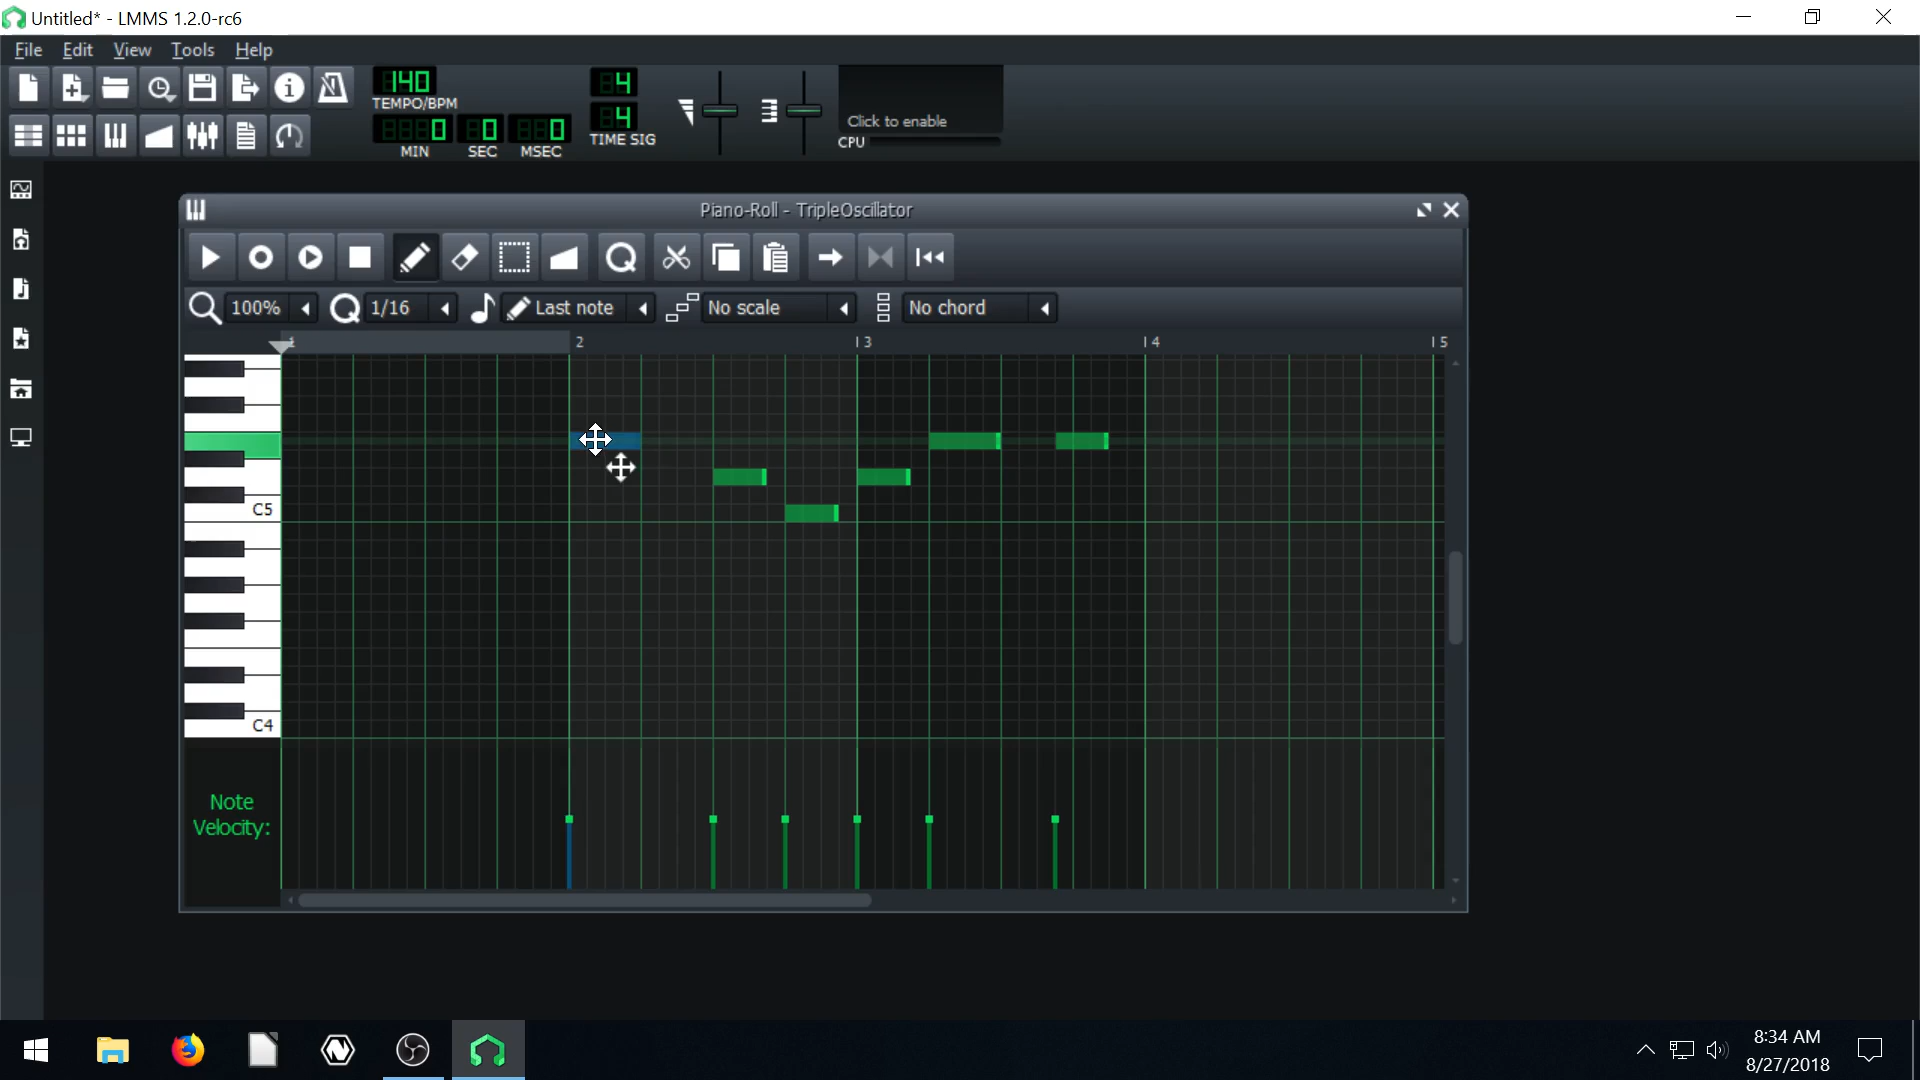 Untitled* - LMMS 1.2.0-rc6
File Edit View Tools Help
140
TEMPO/BPM
0 0 0
MIN SEC MSEC
4
4
TIME SIG
Click to enable
CPU
Piano-Roll - TripleOscillator
100% 1/16 Last note No scale No chord
1 2 3 4 5
C5
C4
Note
Velocity:
8:34 AM
8/27/2018